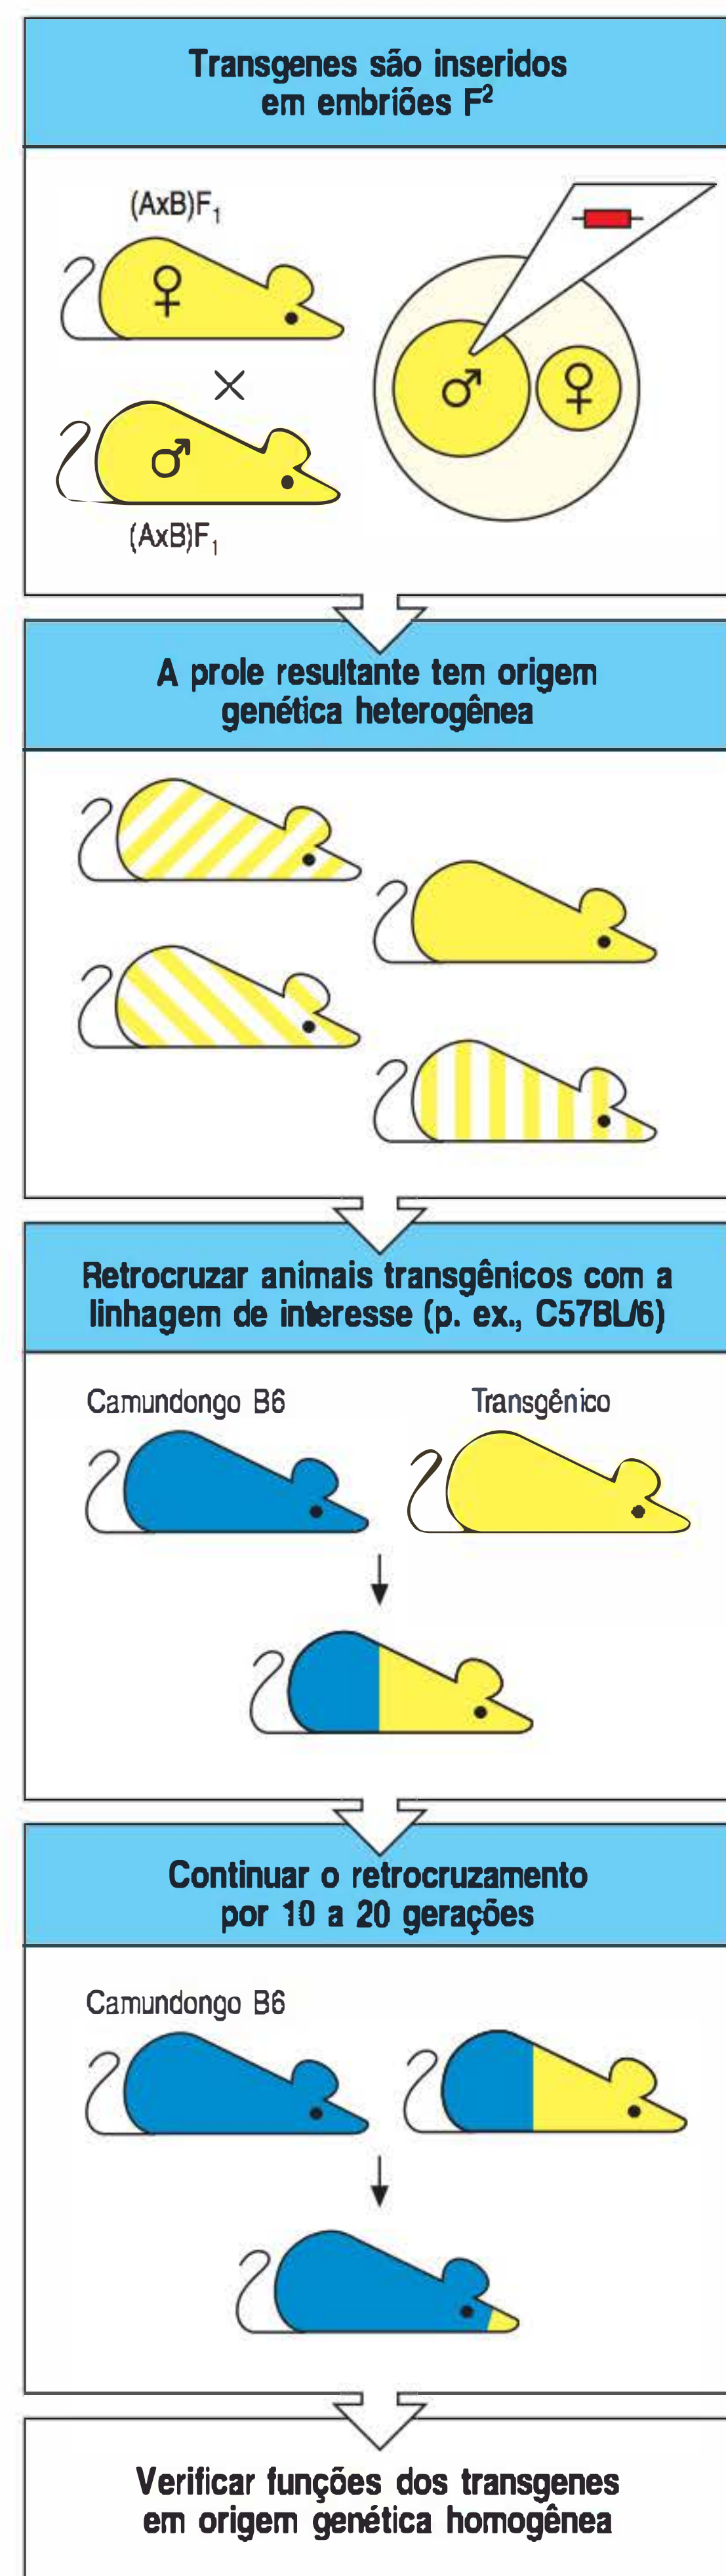 Transgenes são inseridos
em embriões F²
(AxB)F₁
♀
♂
♂
♀
×
(AxB)F₁
A prole resultante tem origem
genética heterogênea
Retrocruzar animais transgênicos com a
linhagem de interesse (p. ex., C57BL/6)
Camundongo B6
Transgênico
Continuar o retrocruzamento
por 10 a 20 gerações
Camundongo B6
Verificar funções dos transgenes
em origem genética homogênea